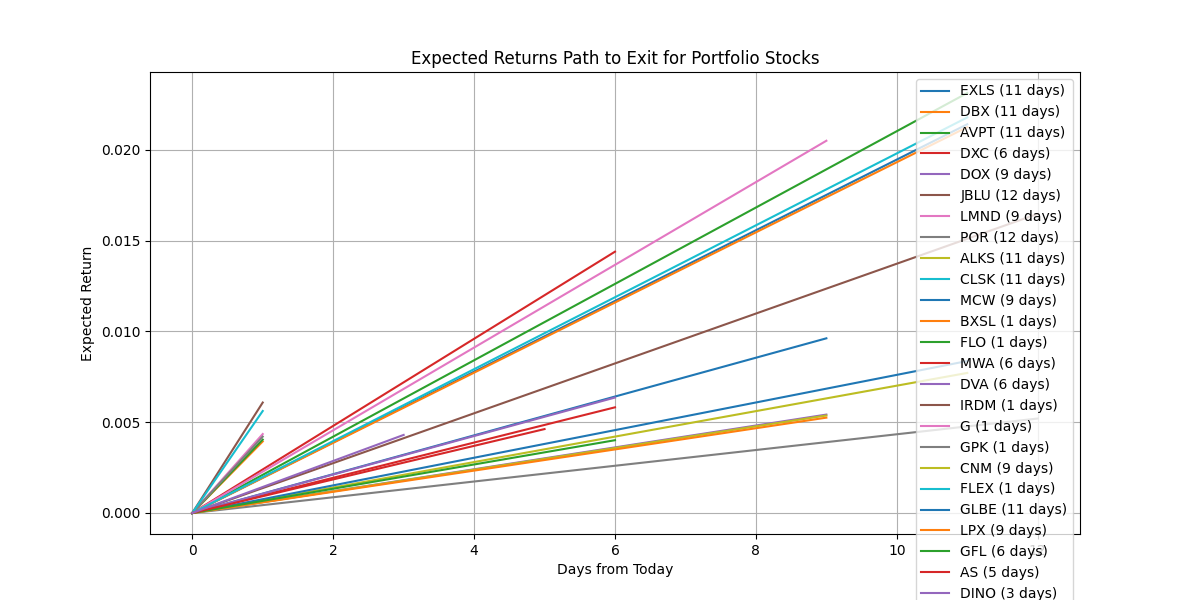 Expected Returns Path to Exit for Portfolio Stocks
Expected Return
0.020
0.015
0.010
0.005
0.000
0
2
4
6
8
10
Days from Today
EXLS (11 days)
DBX (11 days)
AVPT (11 days)
DXC (6 days)
DOX (9 days)
JBLU (12 days)
LMND (9 days)
POR (12 days)
ALKS (11 days)
CLSK (11 days)
MCW (9 days)
BXSL (1 days)
FLO (1 days)
MWA (6 days)
DVA (6 days)
IRDM (1 days)
G (1 days)
GPK (1 days)
CNM (9 days)
FLEX (1 days)
GLBE (11 days)
LPX (9 days)
GFL (6 days)
AS (5 days)
DINO (3 days)